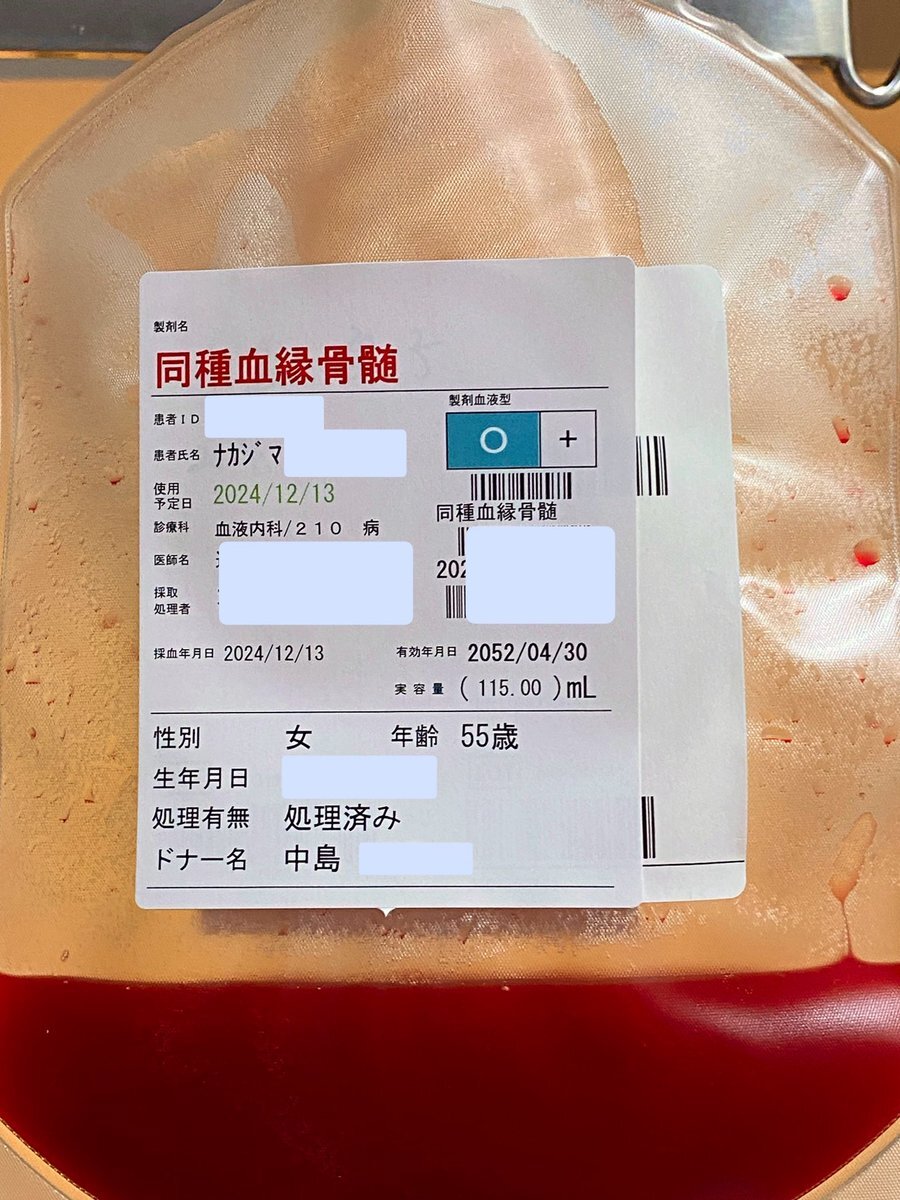 製剤名
同種血縁骨髄
製剤血液型
O +
患者ID
患者氏名 ﾅｶｼﾞﾏ
使用
予定日 2024/12/13
同種血縁骨髄
診療科 血液内科/210 病
医師名
202
採取
処理者
採血年月日 2024/12/13 有効年月日 2052/04/30
実容量 ( 115.00 )mL
性別 女 年齢 55歳
生年月日
処理有無 処理済み
ドナー名 中島